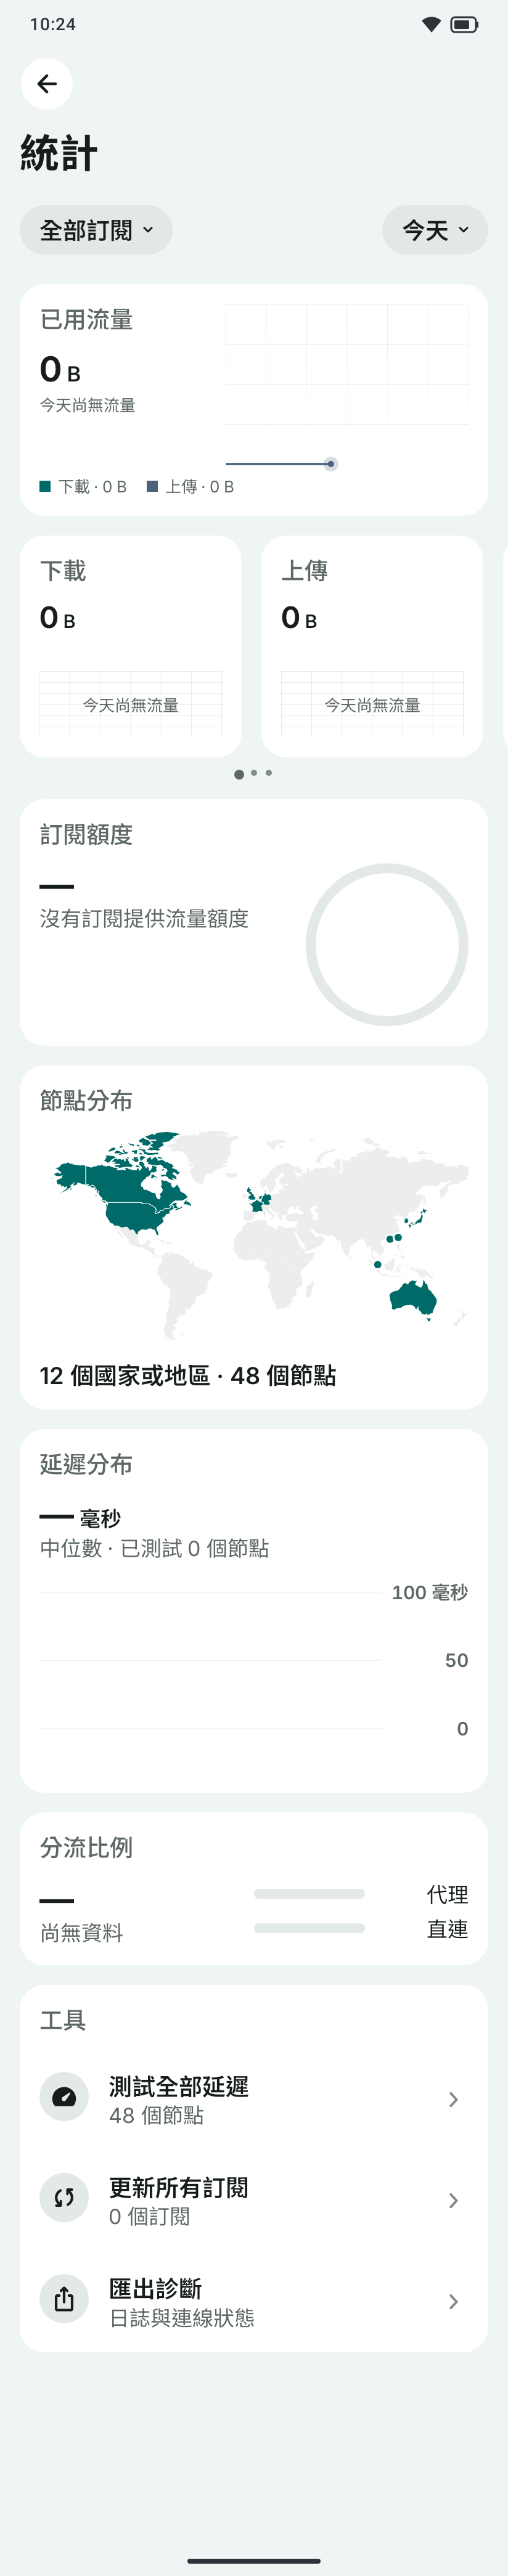 10:24
統計
全部訂閱
今天
已用流量
0 B
今天尚無流量
下載 · 0 B
上傳 · 0 B
下載
0 B
今天尚無流量
上傳
0 B
今天尚無流量
訂閱額度
—
沒有訂閱提供流量額度
節點分布
12 個國家或地區 · 48 個節點
延遲分布
— 毫秒
中位數 · 已測試 0 個節點
100 毫秒
50
0
分流比例
—
尚無資料
代理
直連
工具
測試全部延遲
48 個節點
更新所有訂閱
0 個訂閱
匯出診斷
日誌與連線狀態